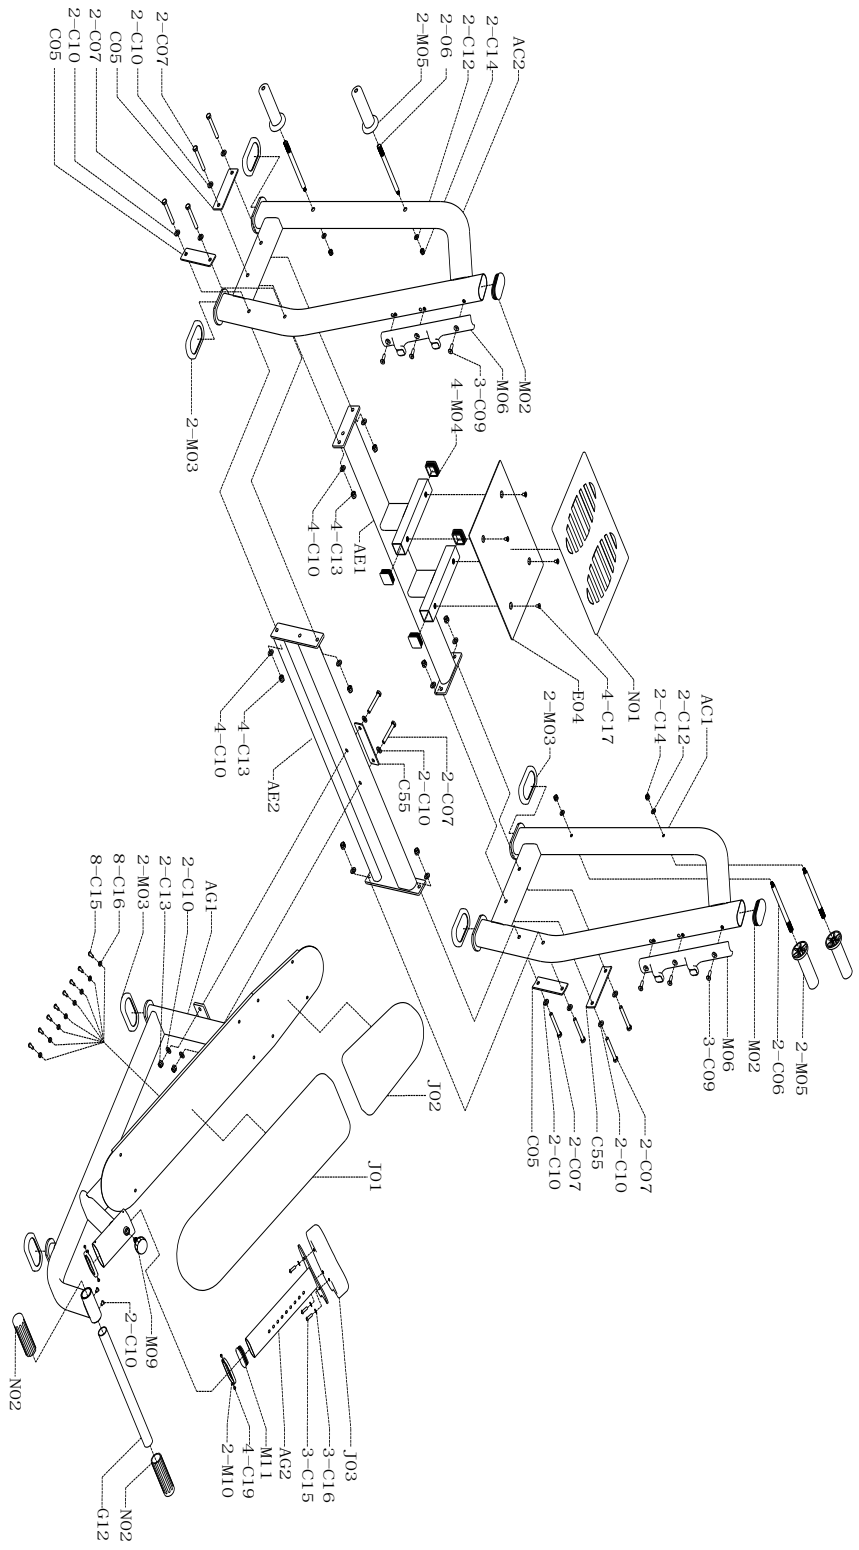 AC2
2-C14
2-C12
2-06
2-M05
2-C07
2-C10
C05
2-C07
2-C10
C05
M02
M06
3-C09
4-M04
2-M03
AE1
4-C13
4-C10
N01
4-C17
E04
2-M03
AC1
2-C12
2-C14
4-C13
4-C10
AE2
2-C07
2-C10
C55
2-M05
2-C06
M02
M06
3-C09
2-C07
2-C10
C55
2-C07
2-C10
C05
AG1
2-C10
2-C13
2-M03
8-C16
8-C15
J02
J01
M09
2-C10
N02
J03
3-C16
3-C15
AG2
M11
4-C19
2-M10
N02
G12